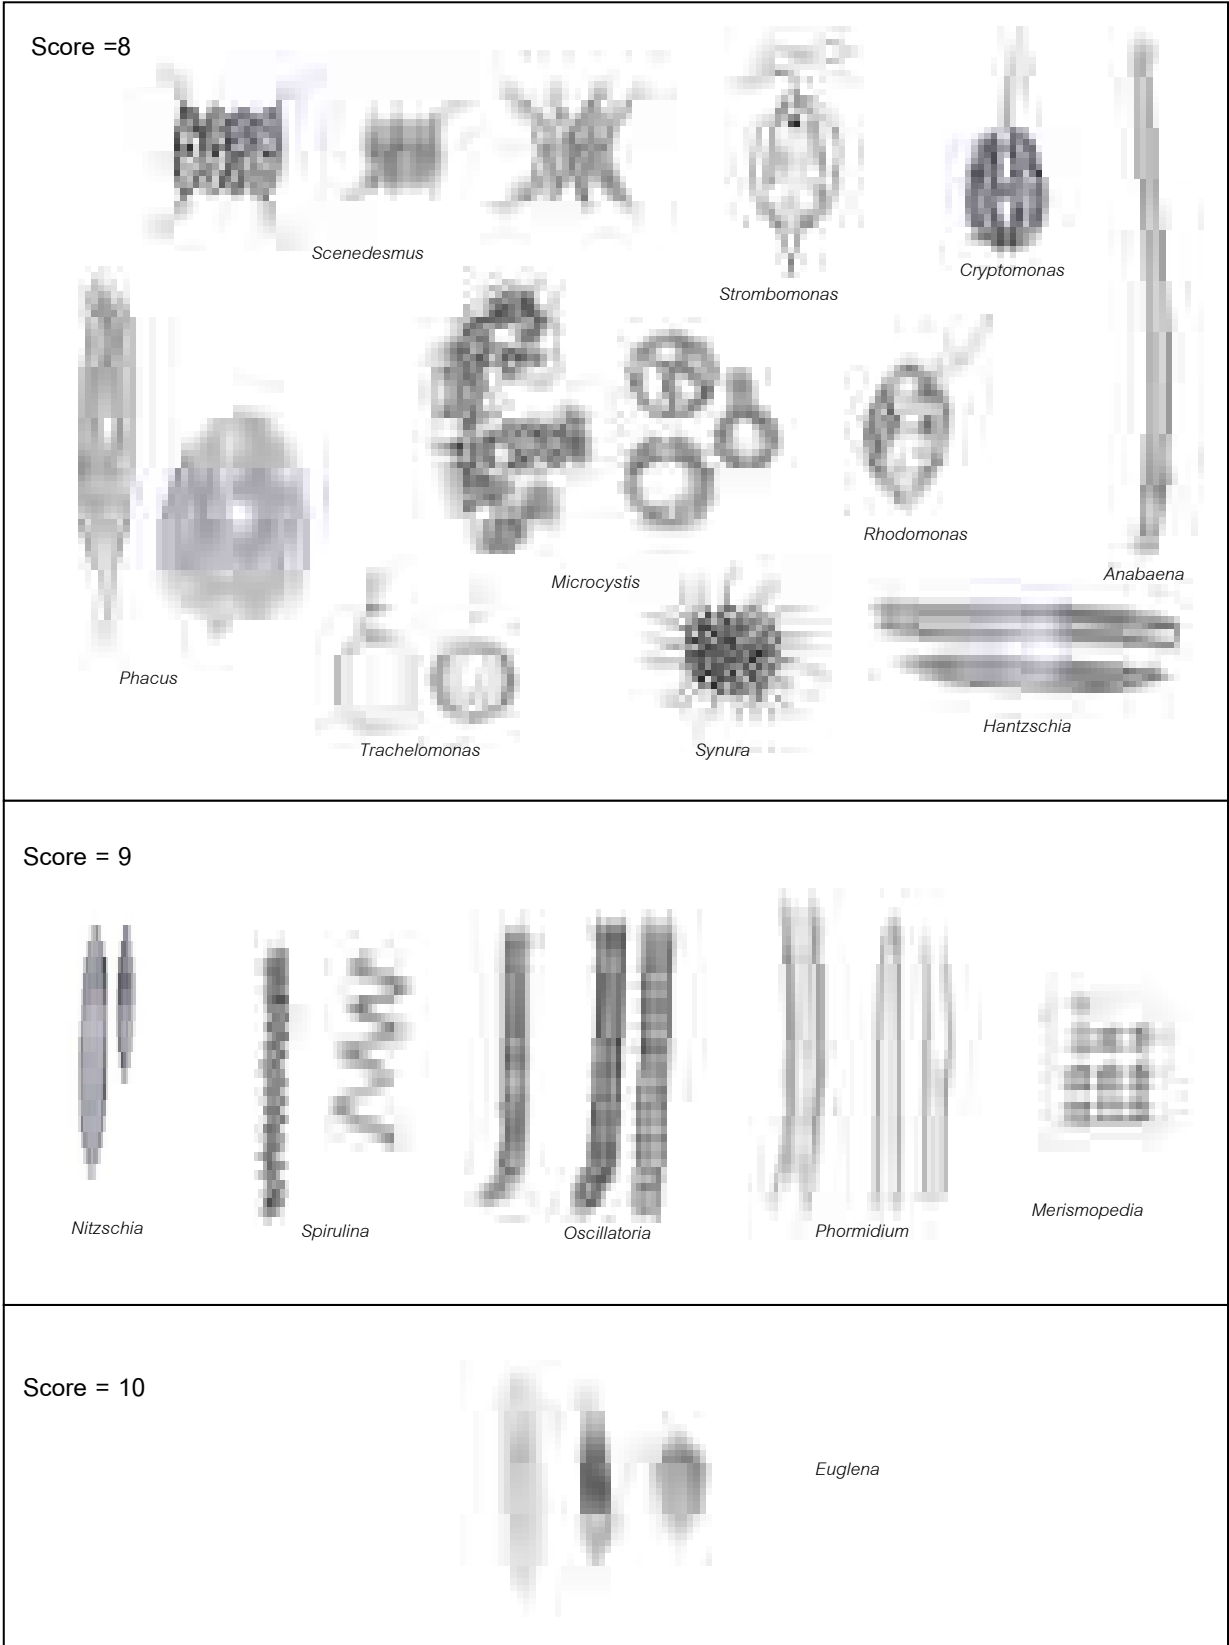 Score =8
Scenedesmus
Strombomonas
Cryptomonas
Anabaena
Phacus
Microcystis
Rhodomonas
Trachelomonas
Synura
Hantzschia
Score = 9
Nitzschia
Spirulina
Oscillatoria
Phormidium
Merismopedia
Score = 10
Euglena